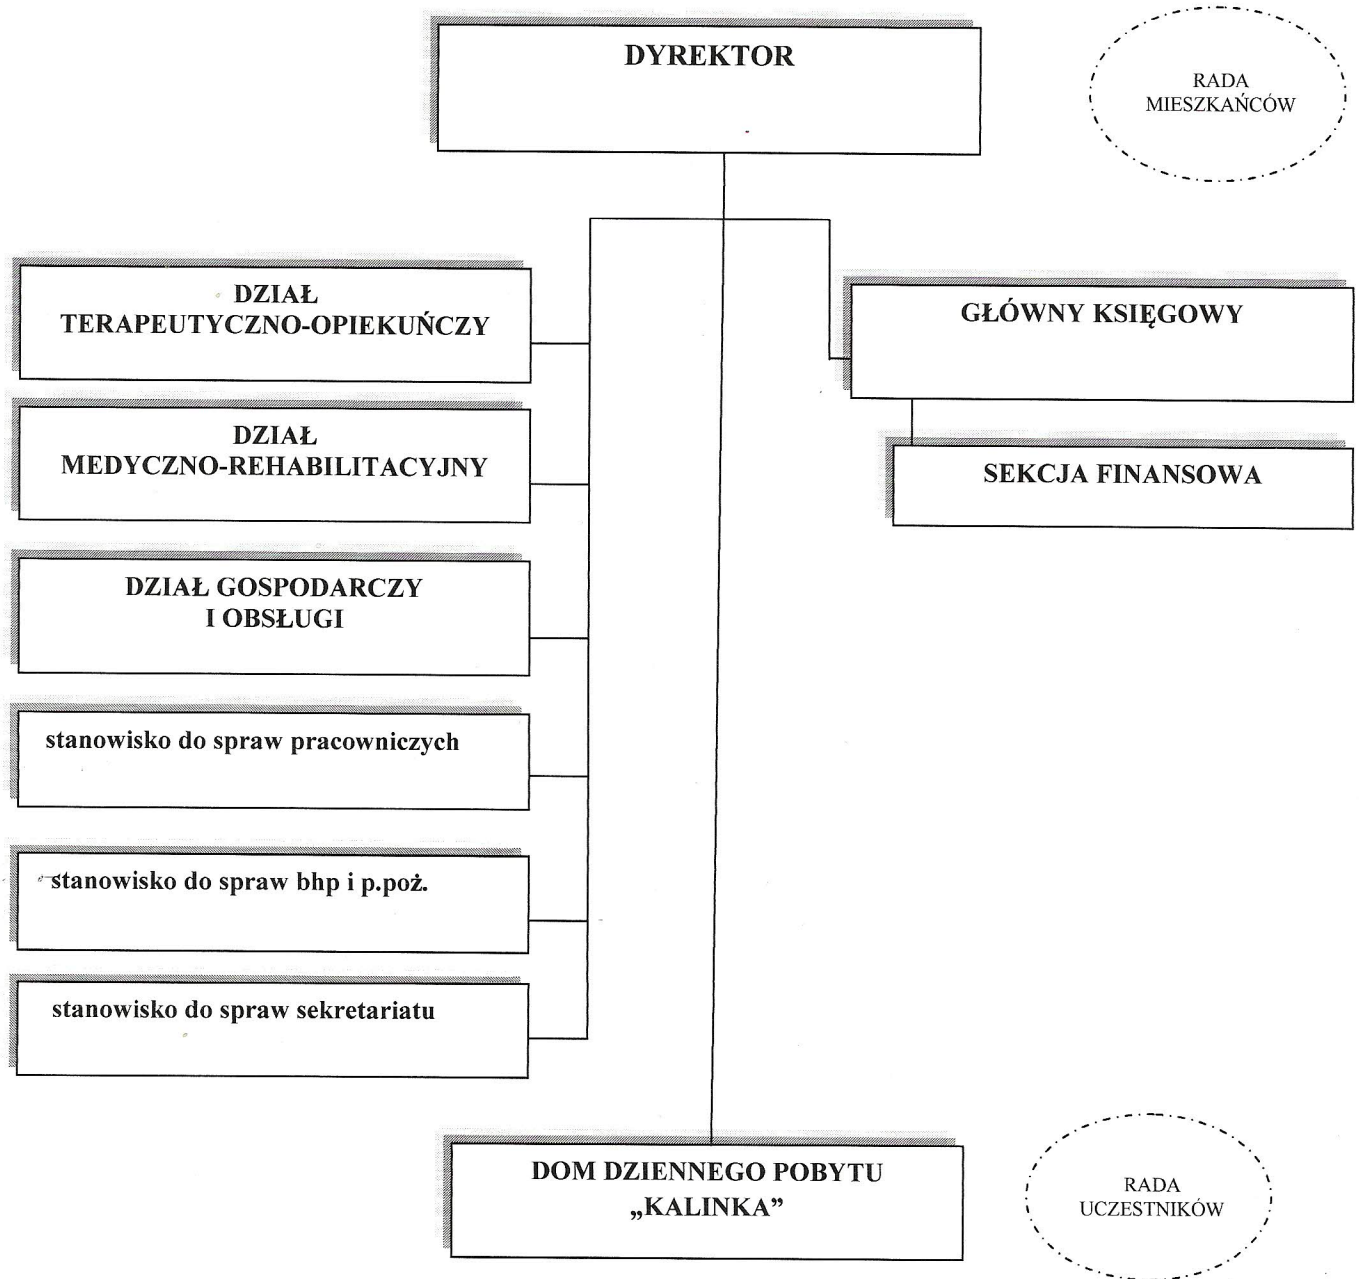 DYREKTOR
RADA
MIESZKAŃCÓW
DZIAŁ
TERAPEUTYCZNO-OPIEKUŃCZY
GŁÓWNY KSIĘGOWY
DZIAŁ
MEDYCZNO-REHABILITACYJNY
SEKCJA FINANSOWA
DZIAŁ GOSPODARCZY
I OBSŁUGI
stanowisko do spraw pracowniczych
stanowisko do spraw bhp i p.poż.
stanowisko do spraw sekretariatu
DOM DZIENNEGO POBYTU
„KALINKA”
RADA
UCZESTNIKÓW